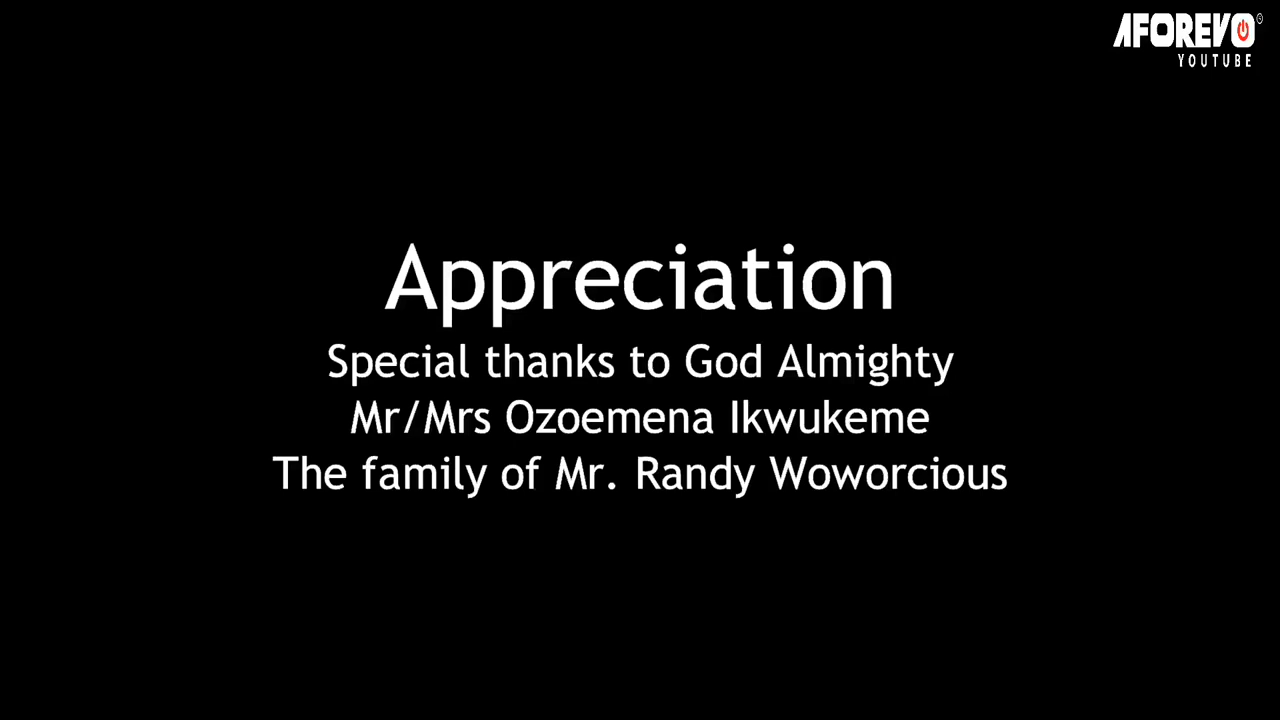 AFOREVO
YOUTUBE
Appreciation
Special thanks to God Almighty
Mr/Mrs Ozoemena Ikwukeme
The family of Mr. Randy Woworcious